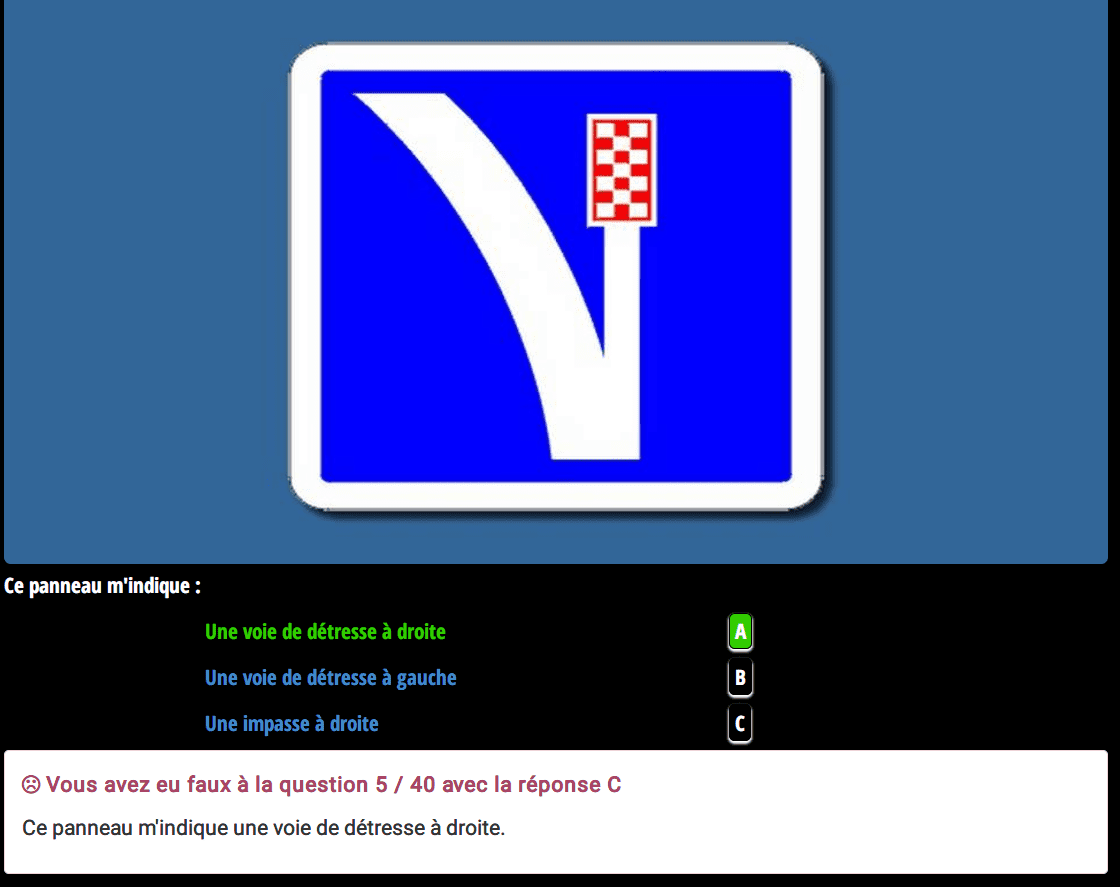 Ce panneau m'indique :
Une voie de détresse à droite A
Une voie de détresse à gauche B
Une impasse à droite C
Vous avez eu faux à la question 5 / 40 avec la réponse C
Ce panneau m'indique une voie de détresse à droite.